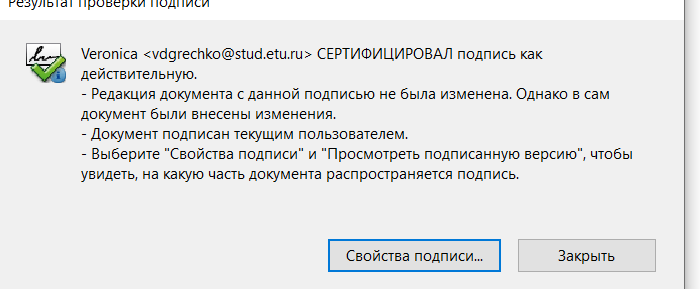 Результат проверки подписи
Veronica <vdgrechko@stud.etu.ru> СЕРТИФИЦИРОВАЛ подпись как
действительную.
- Редакция документа с данной подписью не была изменена. Однако в сам
документ были внесены изменения.
- Документ подписан текущим пользователем.
- Выберите "Свойства подписи" и "Просмотреть подписанную версию", чтобы
увидеть, на какую часть документа распространяется подпись.
Свойства подписи...
Закрыть